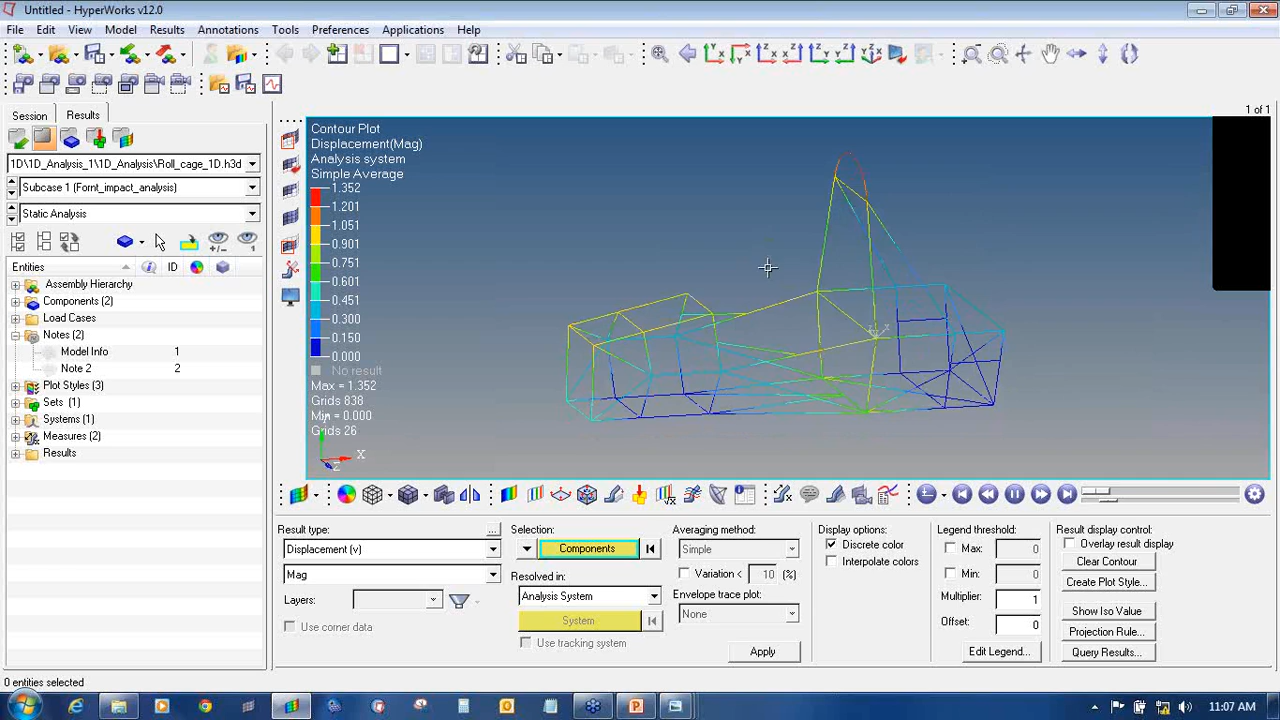 Untitled - HyperWorks v12.0
File Edit View Model Results Annotations Tools Preferences Applications Help
Session Results
1D\1D_Analysis_1\1D_Analysis\Roll_cage_1D.h3d
Subcase 1 (Fornt_impact_analysis)
Static Analysis
Entities ID
Assembly Hierarchy
Components (2)
Load Cases
Notes (2)
Model Info 1
Note 2 2
Plot Styles (3)
Sets (1)
Systems (1)
Measures (2)
Results
1 of 1
Contour Plot
Displacement(Mag)
Analysis system
Simple Average
1.352
1.201
1.051
0.901
0.751
0.601
0.451
0.300
0.150
0.000
No result
Max = 1.352
Grids 838
Min = 0.000
Grids 26
X
Z
Result type: ...
Displacement (v)
Mag
Layers:
Use corner data
Selection:
Components
Resolved in:
Analysis System
System
Use tracking system
Averaging method:
Simple
Variation < 10 (%)
Envelope trace plot:
None
Apply
Display options:
Discrete color
Interpolate colors
Legend threshold:
Max: 0
Min: 0
Multiplier: 1
Offset: 0
Edit Legend...
Result display control:
Overlay result display
Clear Contour
Create Plot Style...
Show Iso Value
Projection Rule...
Query Results...
0 entities selected
11:07 AM